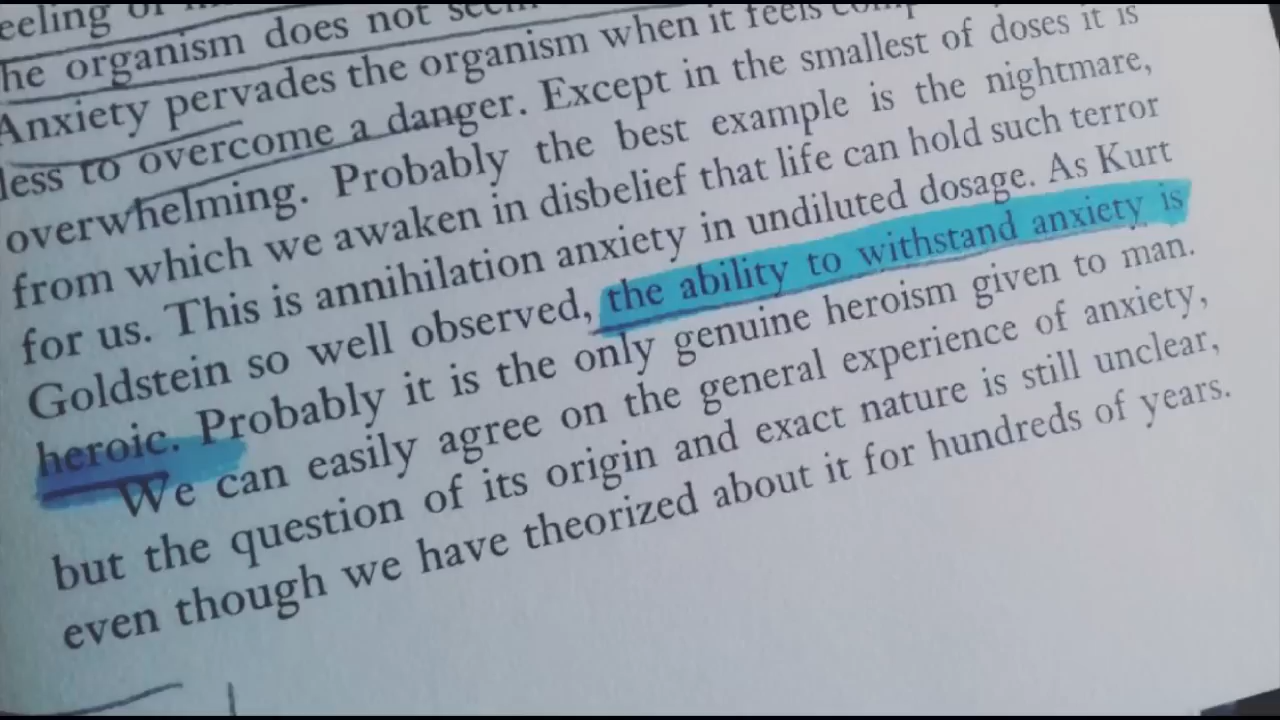 eeling of
he organism does not
Anxiety pervades the organism when it feels
less to overcome a danger. Except in the smallest of doses it is
overwhelming. Probably the best example is the nightmare,
from which we awaken in disbelief that life can hold such terror
for us. This is annihilation anxiety in undiluted dosage. As Kurt
Goldstein so well observed, the ability to withstand anxiety is
heroic. Probably it is the only genuine heroism given to man.
We can easily agree on the general experience of anxiety,
but the question of its origin and exact nature is still unclear,
even though we have theorized about it for hundreds of years.